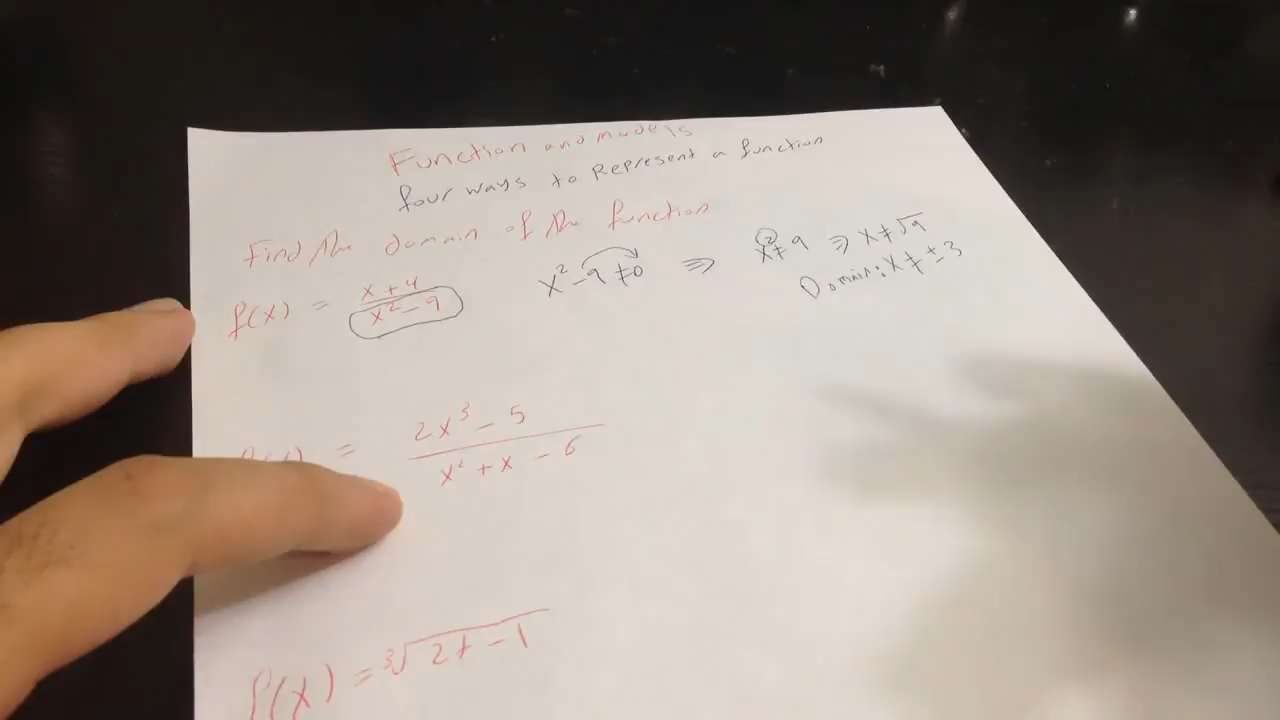 Function and models
four ways to Represent a function
Find the domain of the function
f(x) = x + 4 / x² - 9
x² - 9 ≠ 0 ⇒ x² ≠ 9 ⇒ x ≠ √9
Domain: x ≠ ± 3
f(x) = 2x³ - 5 / x² + x - 6
f(x) = ³√2t - 1